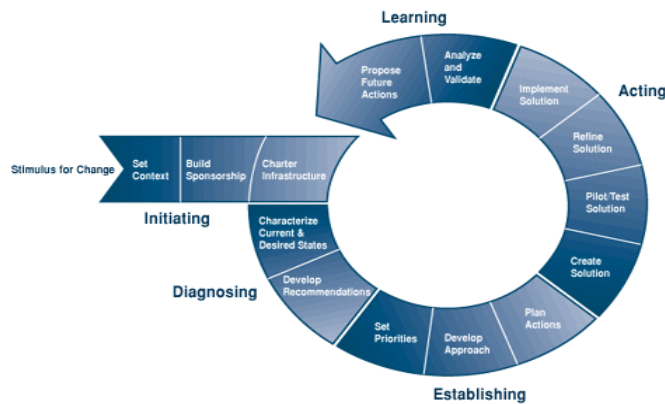 Learning
Analyze
and
Validate
Propose
Future
Actions
Implement
Solution
Acting
Refine
Solution
Pilot/Test
Solution
Create
Solution
Stimulus for Change
Set
Context
Build
Sponsorship
Charter
Infrastructure
Initiating
Characterize
Current &
Desired States
Diagnosing
Develop
Recommendations
Set
Priorities
Develop
Approach
Plan
Actions
Establishing